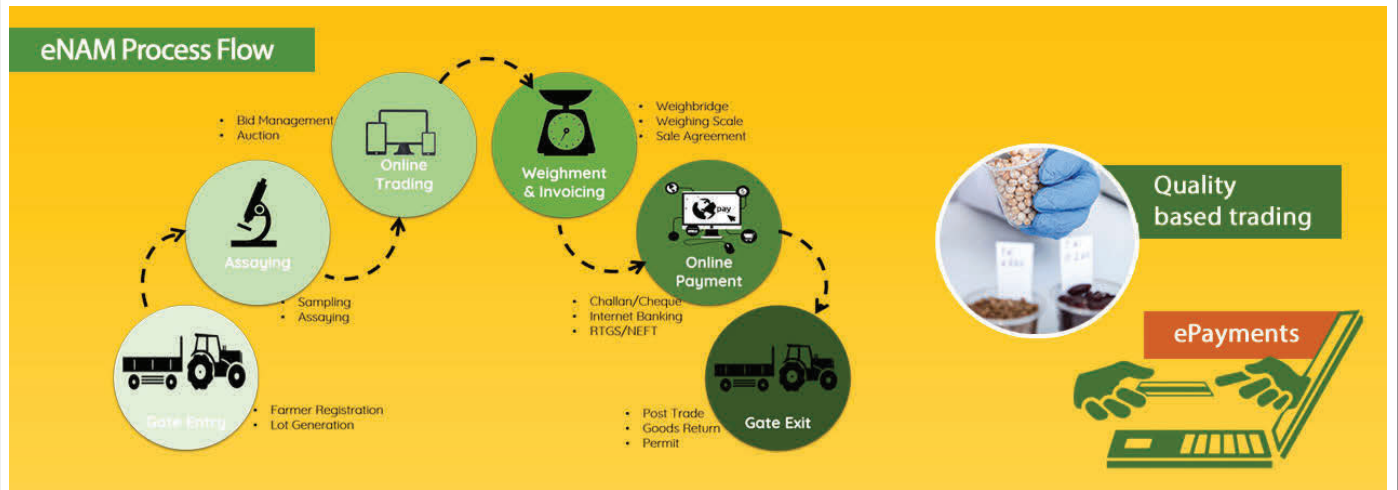 eNAM Process Flow
Gate Entry
• Farmer Registration
• Lot Generation
Assaying
• Sampling
• Assaying
Online
Trading
• Bid Management
• Auction
Weighment
& Invoicing
• Weighbridge
• Weighing Scale
• Sale Agreement
pay
Online
Payment
• Challan/Cheque
• Internet Banking
• RTGS/NEFT
Gate Exit
• Post Trade
• Goods Return
• Permit
Quality
based trading
ePayments